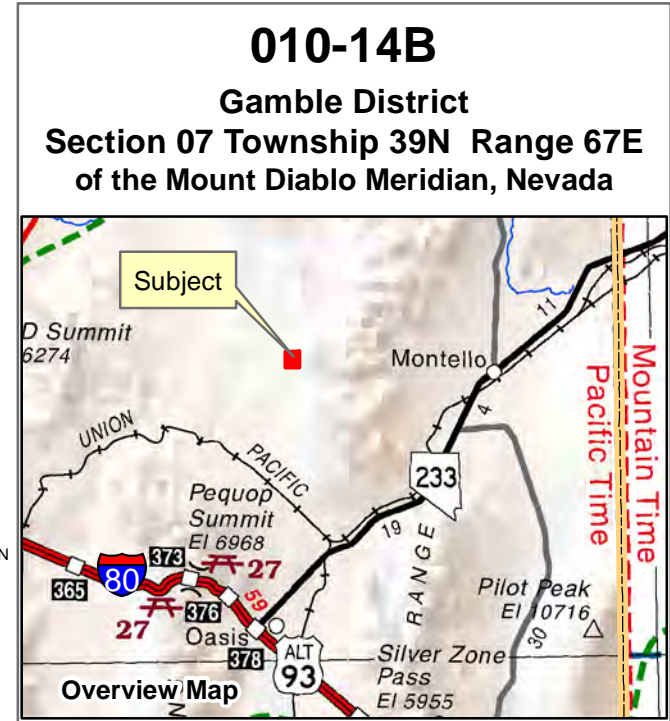 010-14B
Gamble District
Section 07 Township 39N Range 67E
of the Mount Diablo Meridian, Nevada
Subject
D Summit
6274
Montello
11
4
Mountain Time
Pacific Time
UNION
PACIFIC
233
19
Pequop
Summit
El 6968
RANGE
N
373
27
80
365
59
376
27
Pilot Peak
El 10716
30
Oasis
378
ALT
93
Silver Zone
Pass
El 5955
Overview Map
N